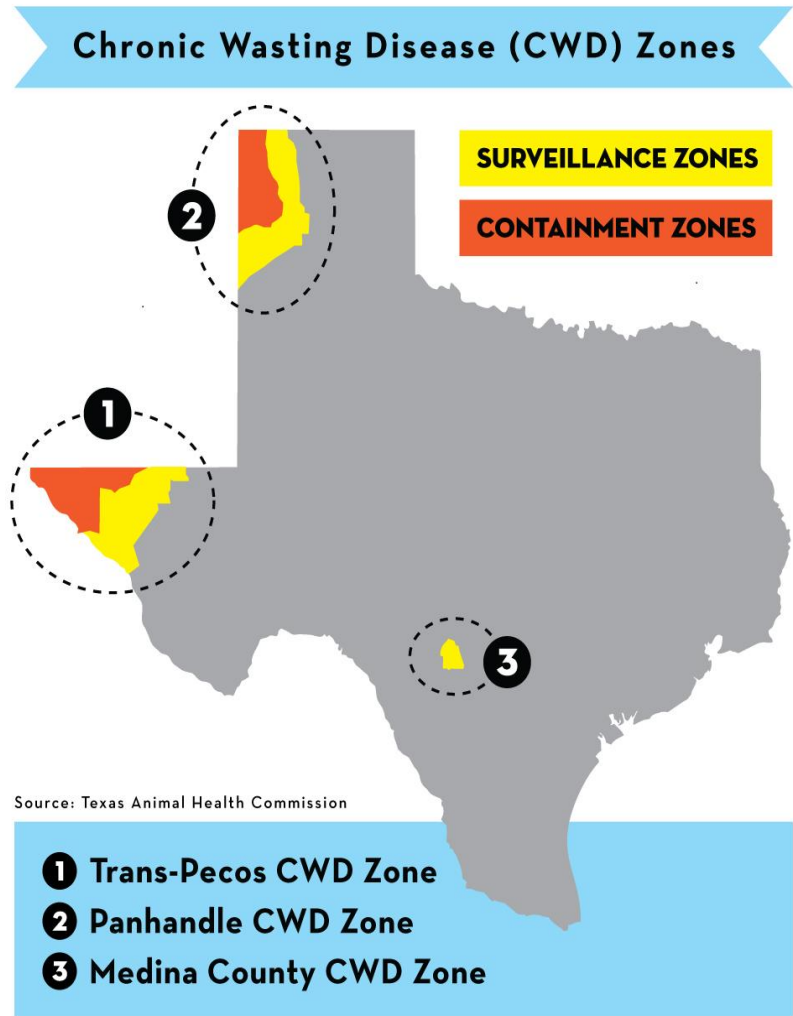 Chronic Wasting Disease (CWD) Zones
SURVEILLANCE ZONES
CONTAINMENT ZONES
2
1
3
Source: Texas Animal Health Commission
1 Trans-Pecos CWD Zone
2 Panhandle CWD Zone
3 Medina County CWD Zone